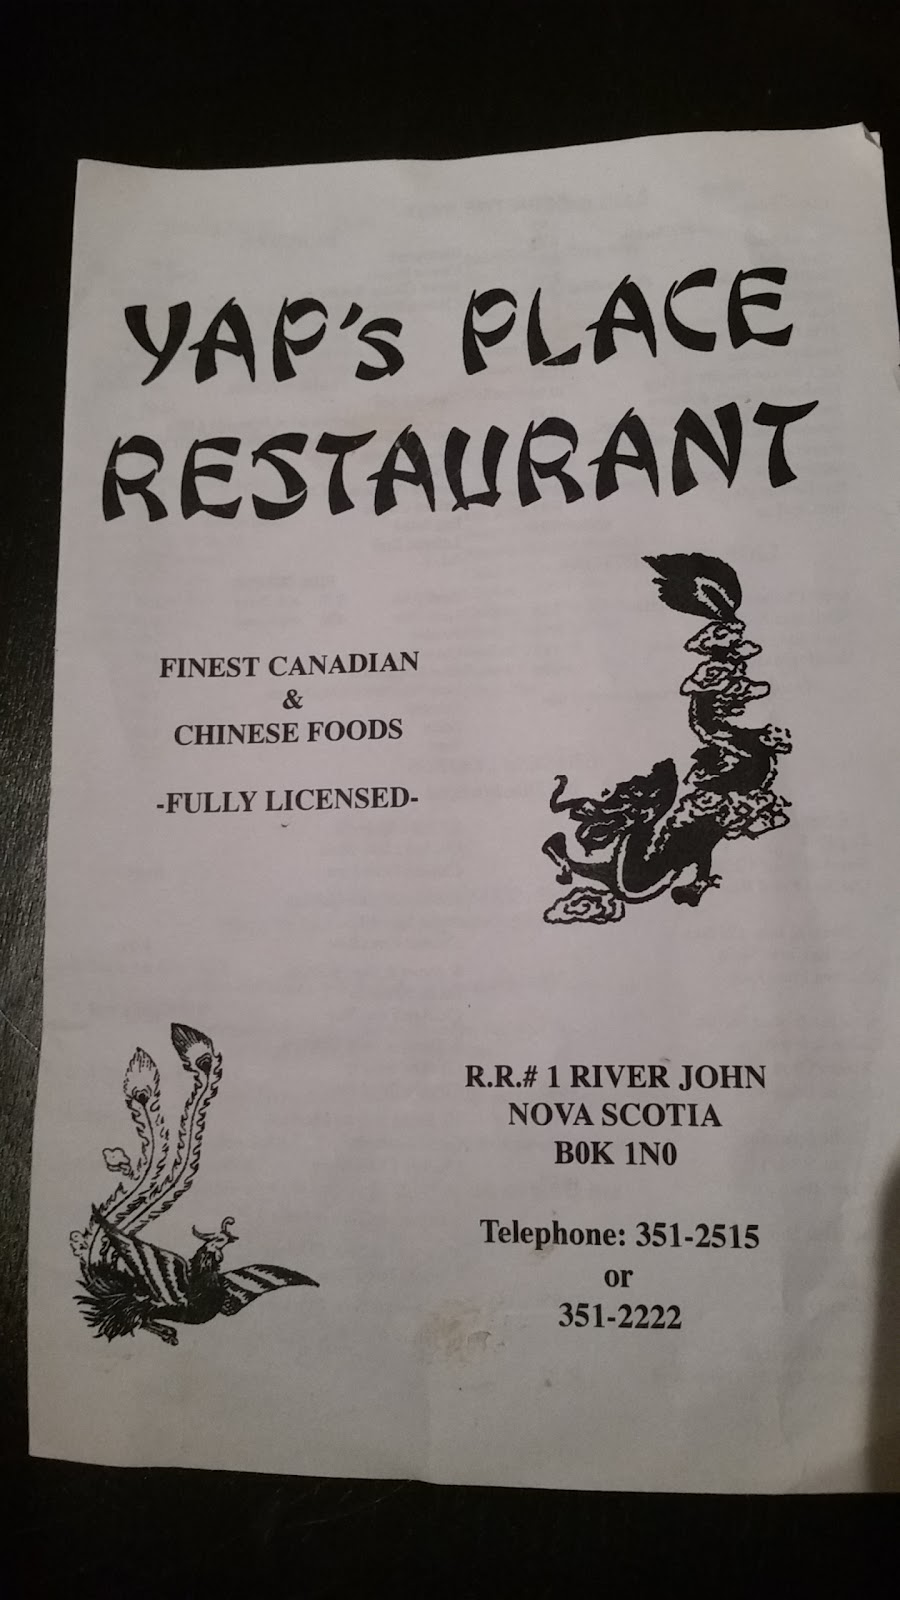 YAP's PLACE
RESTAURANT
FINEST CANADIAN
&
CHINESE FOODS
-FULLY LICENSED-
R.R.# 1 RIVER JOHN
NOVA SCOTIA
B0K 1N0
Telephone: 351-2515
or
351-2222